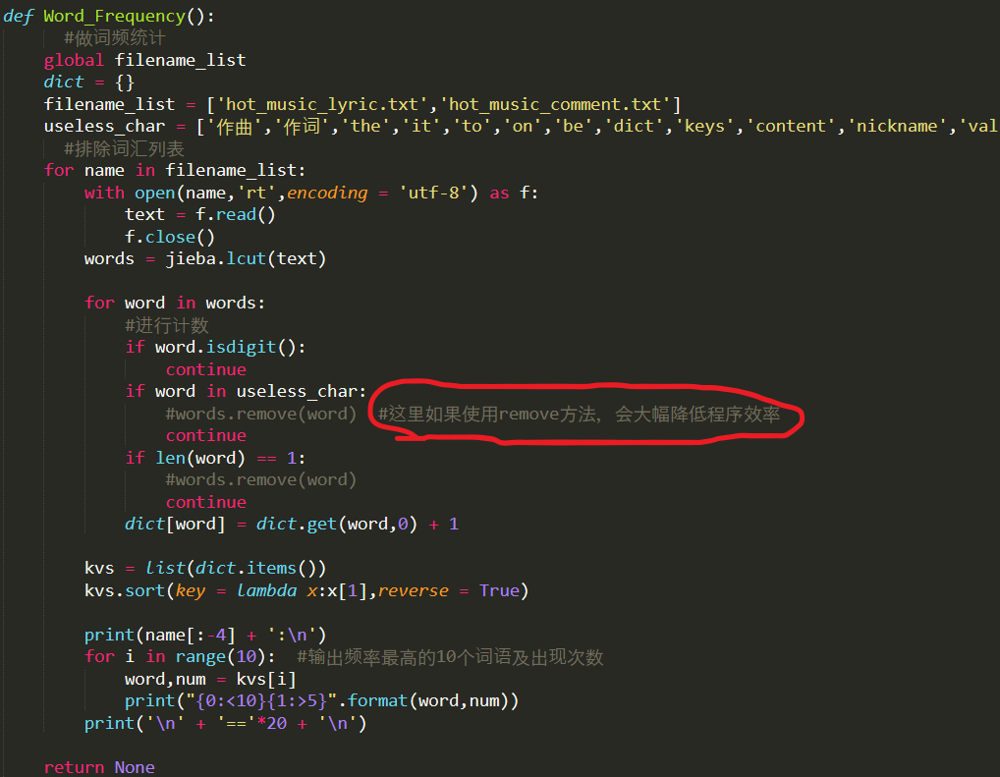 def Word_Frequency():
#做词频统计
global filename_list
dict = {}
filename_list = ['hot_music_lyric.txt','hot_music_comment.txt']
useless_char = ['作曲','作词','the','it','to','on','be','dict','keys','content','nickname','val
#排除词汇列表
for name in filename_list:
with open(name,'rt',encoding = 'utf-8') as f:
text = f.read()
f.close()
words = jieba.lcut(text)
for word in words:
#进行计数
if word.isdigit():
continue
if word in useless_char:
#words.remove(word) #这里如果使用remove方法，会大幅降低程序效率
continue
if len(word) == 1:
#words.remove(word)
continue
dict[word] = dict.get(word,0) + 1
kvs = list(dict.items())
kvs.sort(key = lambda x:x[1],reverse = True)
print(name[:-4] + ':\n')
for i in range(10): #输出频率最高的10个词语及出现次数
word,num = kvs[i]
print("{0:<10}{1:>5}".format(word,num))
print('\n' + '=='*20 + '\n')
return None